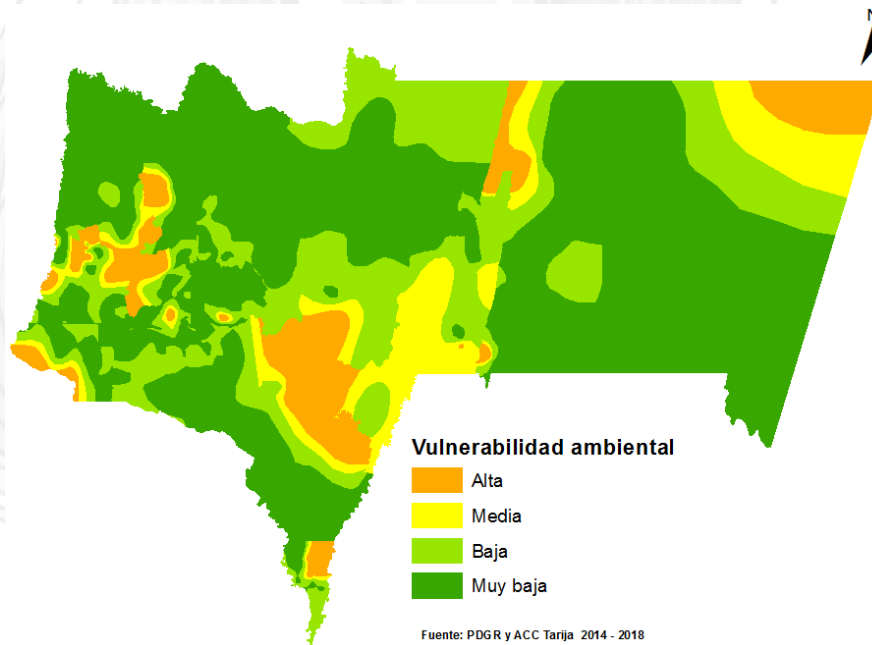 N
Vulnerabilidad ambiental
Alta
Media
Baja
Muy baja
Fuente: PDGR y ACC Tarija 2014 - 2018